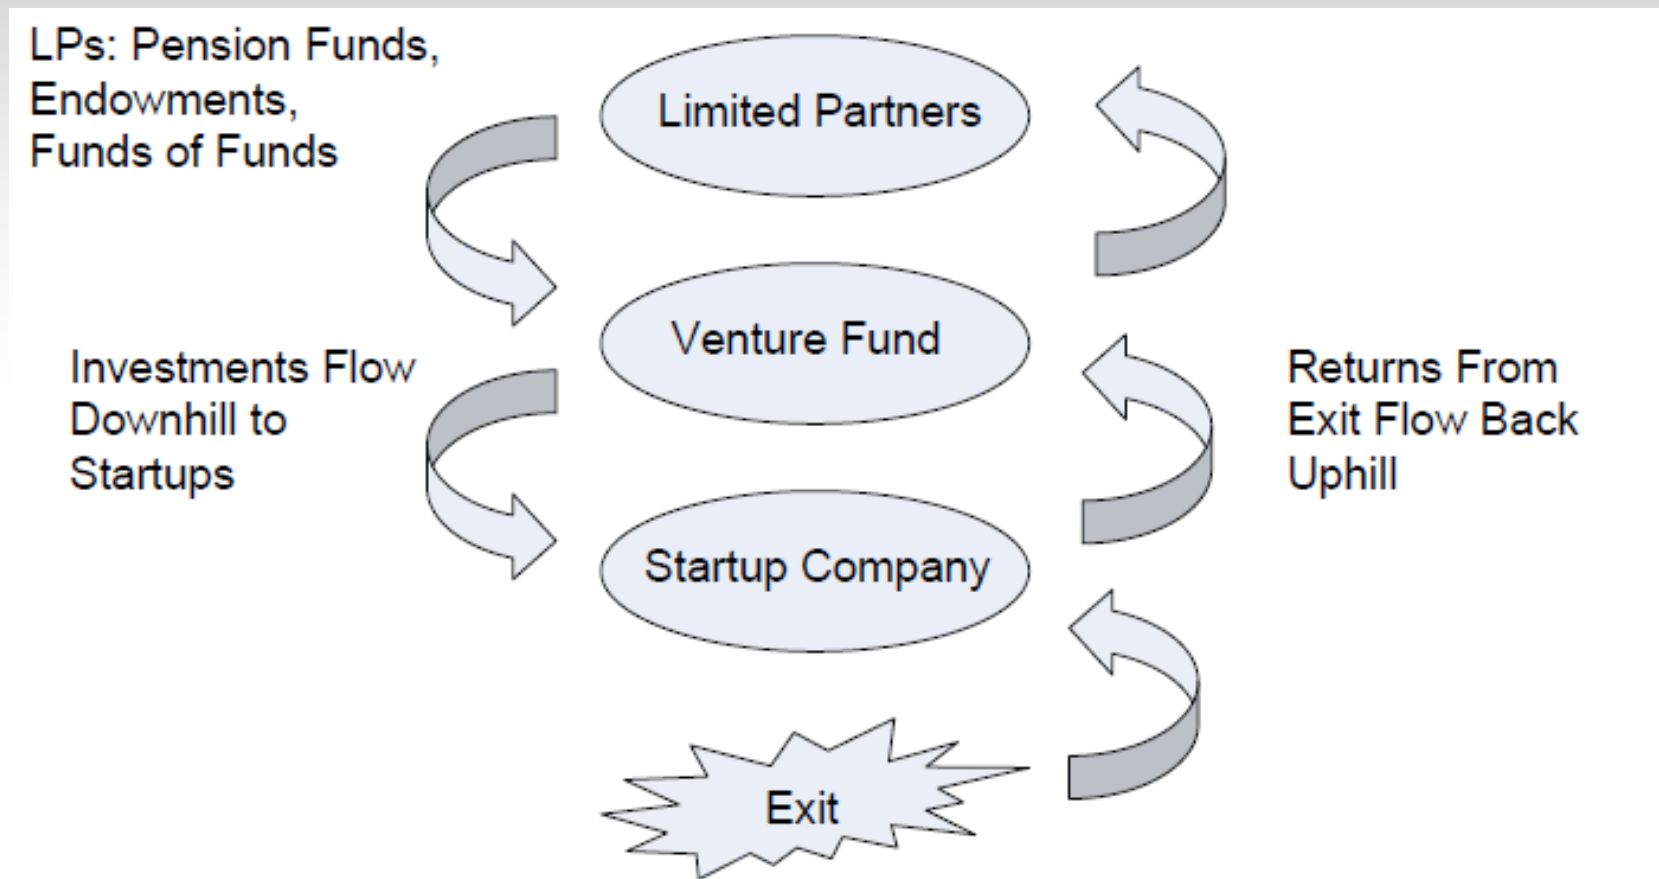 LPs: Pension Funds,
Endowments,
Funds of Funds
Limited Partners
Venture Fund
Investments Flow
Downhill to
Startups
Returns From
Exit Flow Back
Uphill
Startup Company
Exit